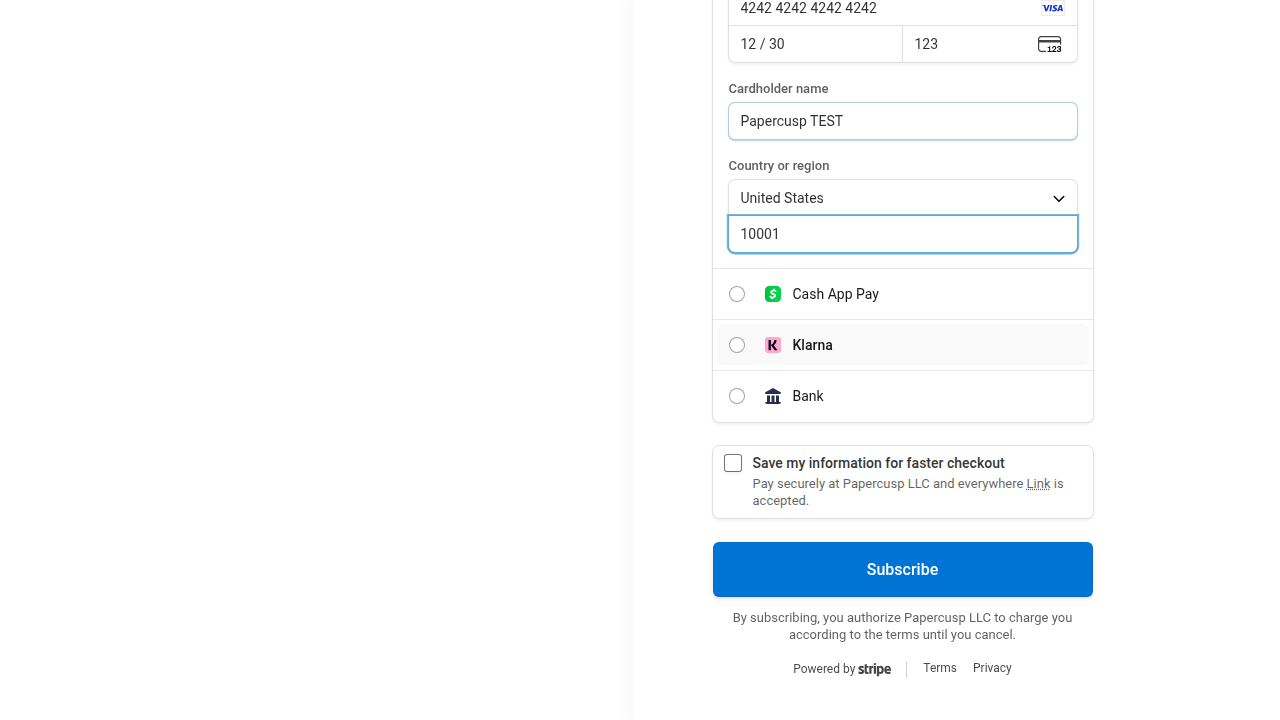 4242 4242 4242 4242
VISA
12 / 30
123
123
Cardholder name
Papercusp TEST
Country or region
United States
10001
Cash App Pay
Klarna
Bank
Save my information for faster checkout
Pay securely at Papercusp LLC and everywhere Link is
accepted.
Subscribe
By subscribing, you authorize Papercusp LLC to charge you
according to the terms until you cancel.
Powered by stripe
Terms
Privacy